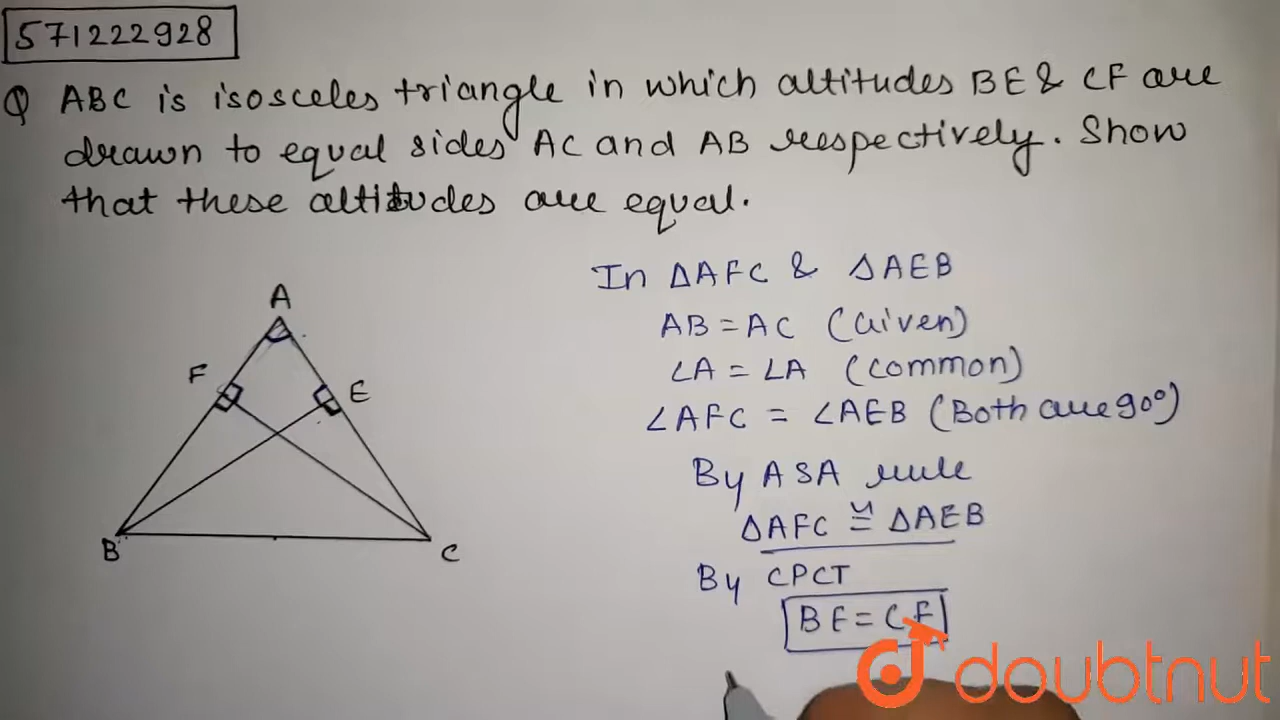 571222928
Q ABC is isosceles triangle in which altitudes BE & CF are
drawn to equal sides AC and AB respectively. Show
that these altitudes are equal.
A
F
E
B
C
In ΔAFC & ΔAEB
AB = AC (Given)
∠A = ∠A (common)
∠AFC = ∠AEB (Both are 90°)
By ASA rule
ΔAFC ≅ ΔAEB
By CPCT
BE = CF
doubtnut